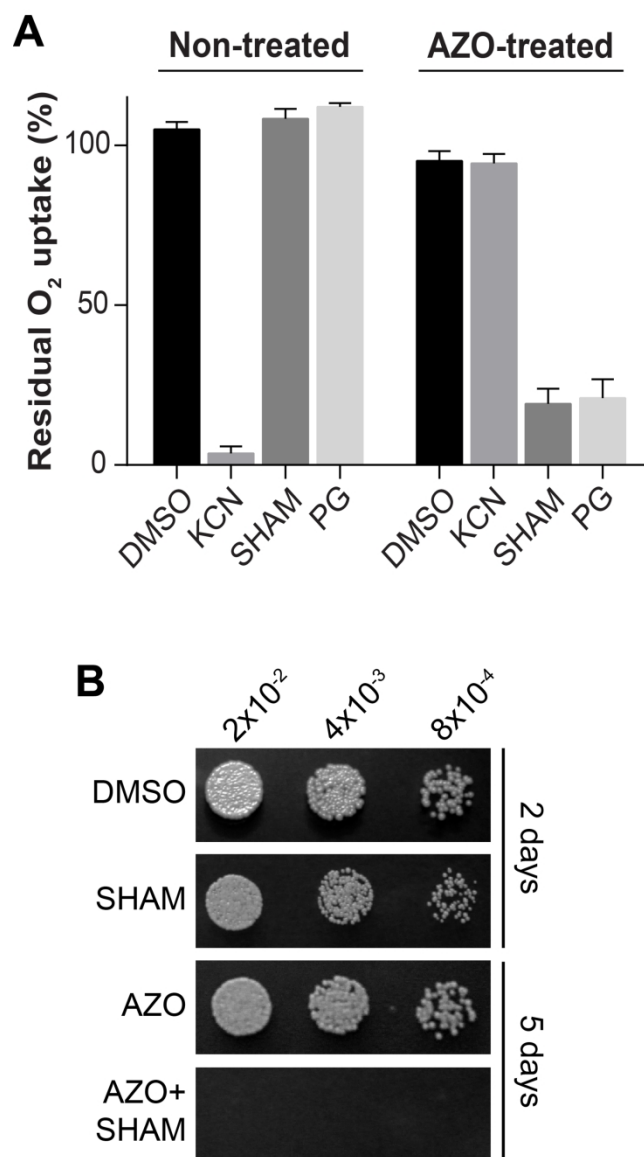 A
Non-treated AZO-treated
Residual O₂ uptake (%)
100
50
0
DMSO KCN SHAM PG DMSO KCN SHAM PG
B
2x10⁻² 4x10⁻³ 8x10⁻⁴
DMSO
SHAM
2 days
AZO
AZO+
SHAM
5 days